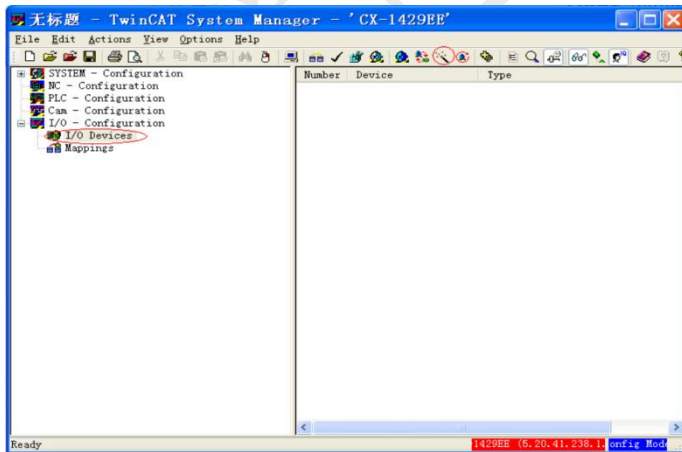 无标题 - TwinCAT System Manager - 'CX-1429EE'
File Edit Actions View Options Help
SYSTEM - Configuration
NC - Configuration
PLC - Configuration
Cam - Configuration
I/O - Configuration
I/O Devices
Mappings
Number Device Type
Ready
1429EE (5.20.41.238.1. onfig Mod